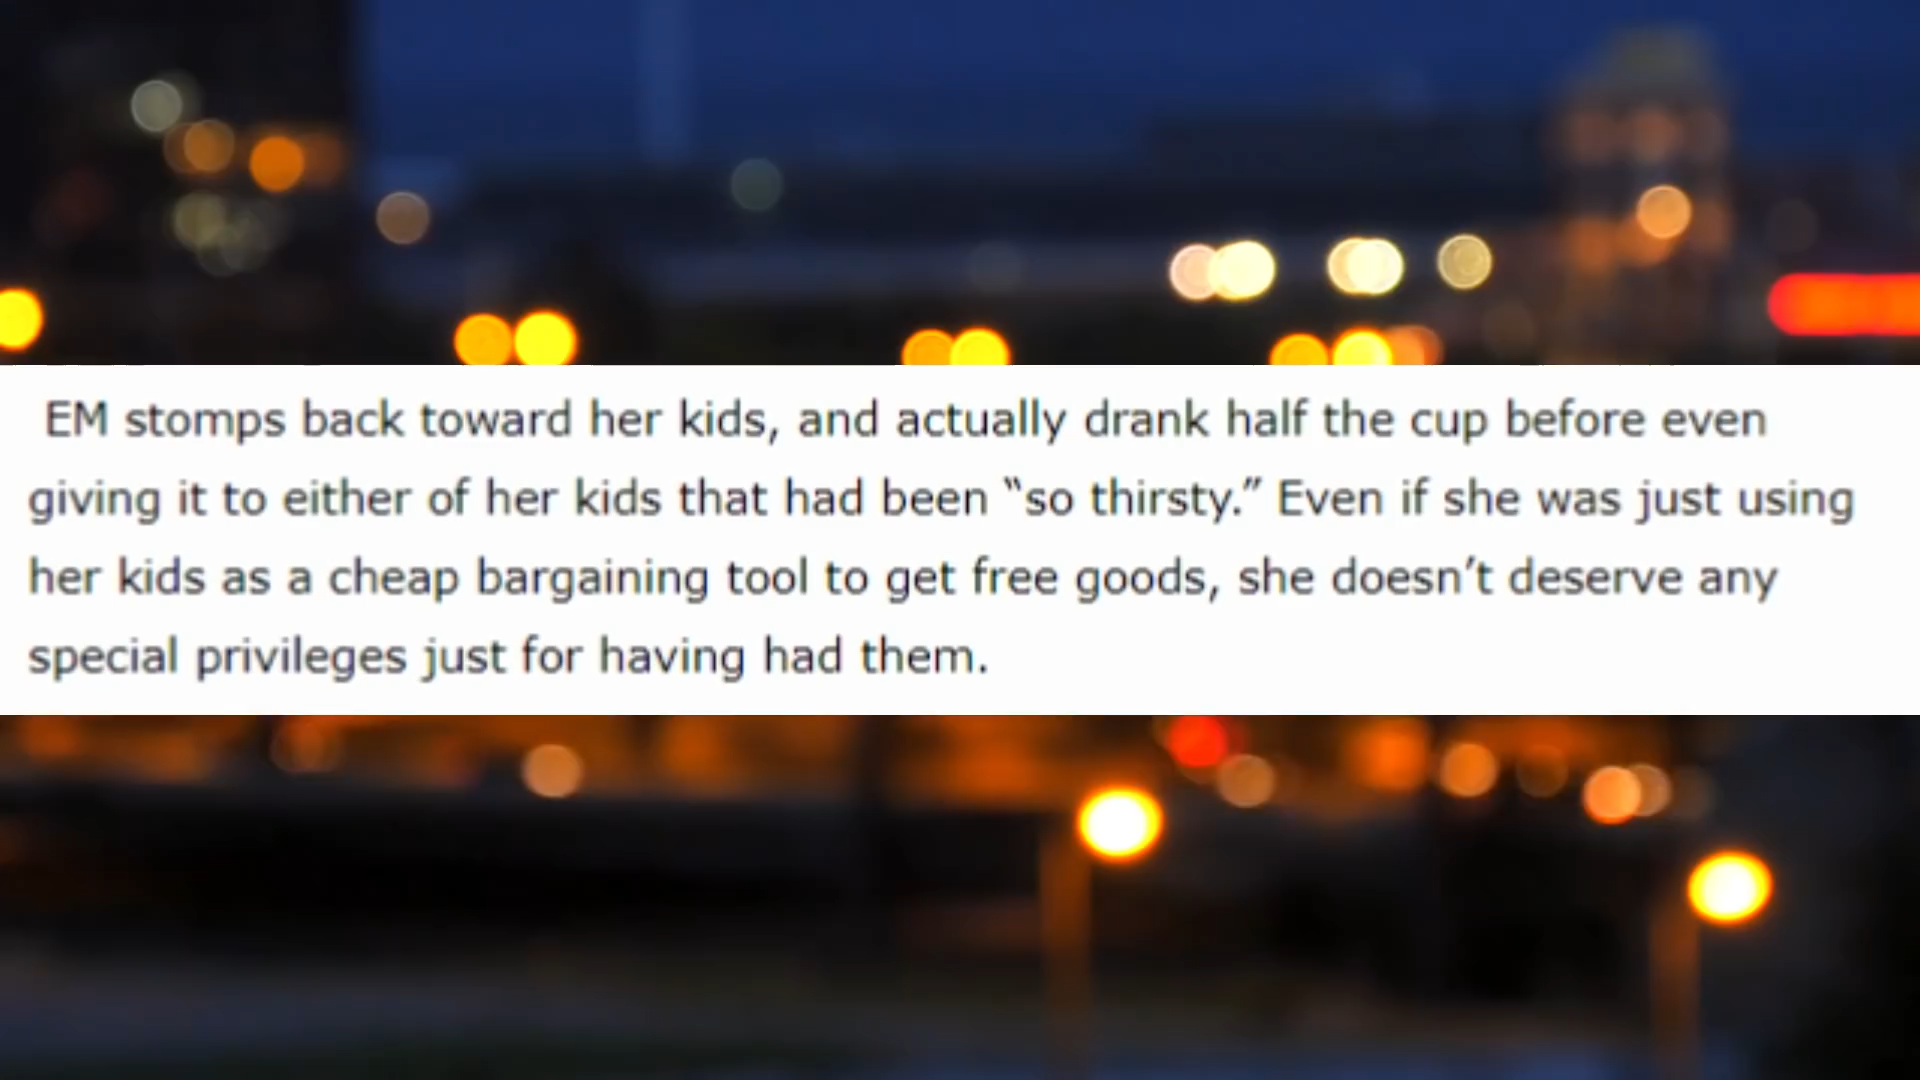 EM stomps back toward her kids, and actually drank half the cup before even
giving it to either of her kids that had been “so thirsty.” Even if she was just using
her kids as a cheap bargaining tool to get free goods, she doesn’t deserve any
special privileges just for having had them.